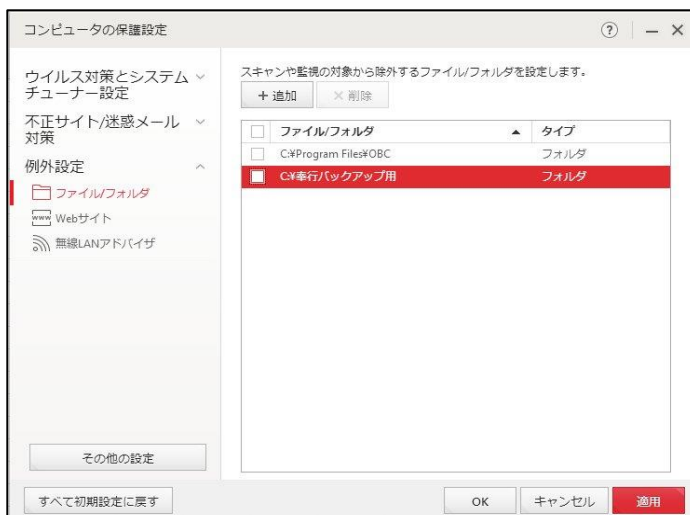 コンピュータの保護設定
?
ウイルス対策とシステム
チューナー設定
不正サイト/迷惑メール
対策
例外設定
ファイル/フォルダ
www Webサイト
無線LANアドバイザ
その他の設定
スキャンや監視の対象から除外するファイル/フォルダを設定します。
+ 追加 × 削除
ファイル/フォルダ ▲ タイプ
C:¥Program Files¥OBC フォルダ
C:¥奉行バックアップ用 フォルダ
すべて初期設定に戻す OK キャンセル 適用